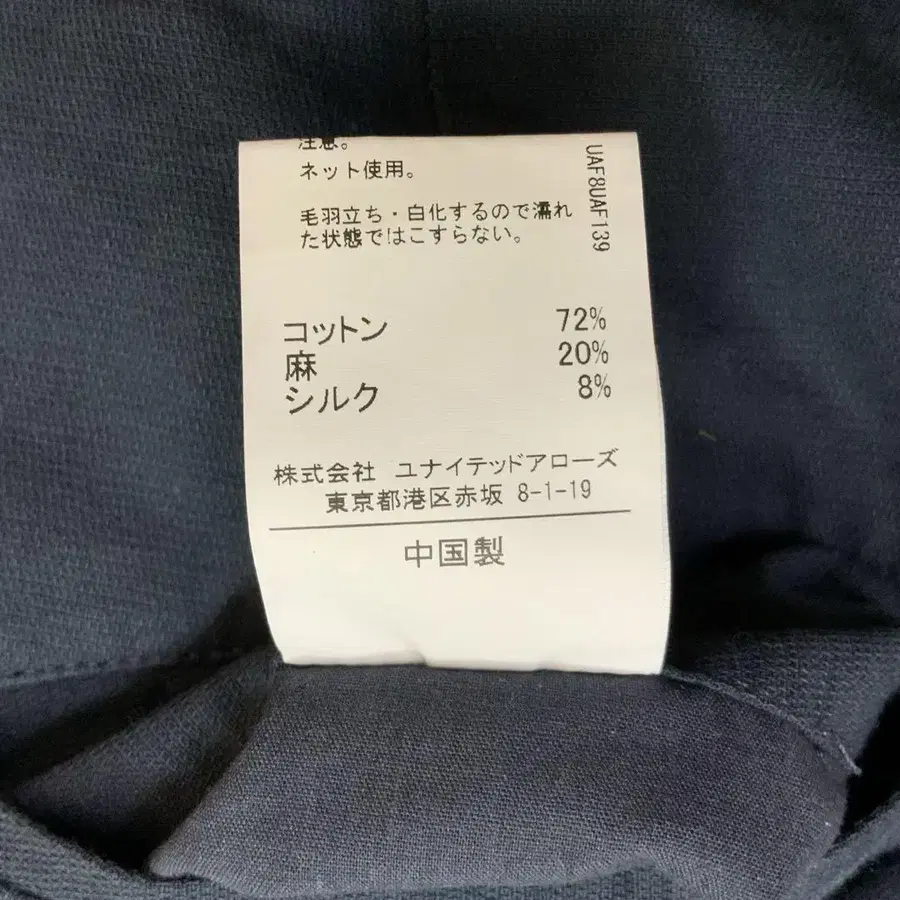 注意。
ネット使用。
毛羽立ち・白化するので濡れ
た状態ではこすらない。
UAF8UAF139
コットン 72%
麻 20%
シルク 8%
株式会社 ユナイテッドアローズ
東京都港区赤坂 8-1-19
中国製